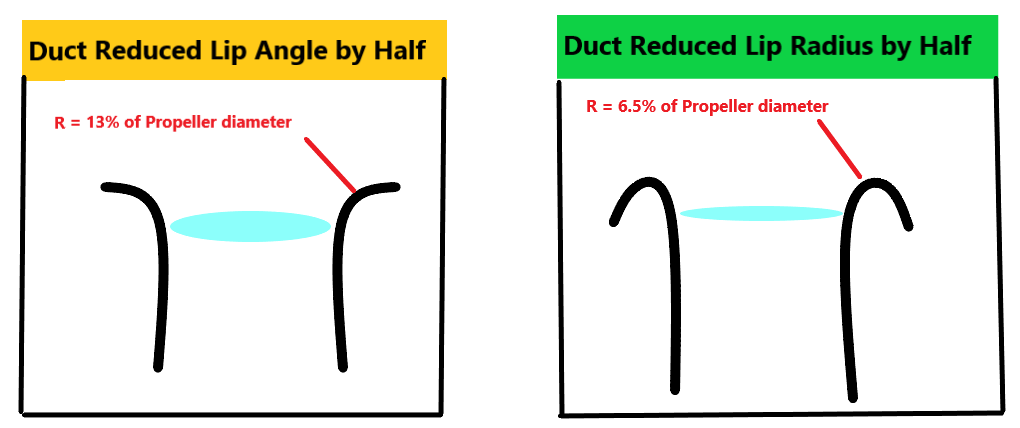 Duct Reduced Lip Angle by Half
R = 13% of Propeller diameter
Duct Reduced Lip Radius by Half
R = 6.5% of Propeller diameter